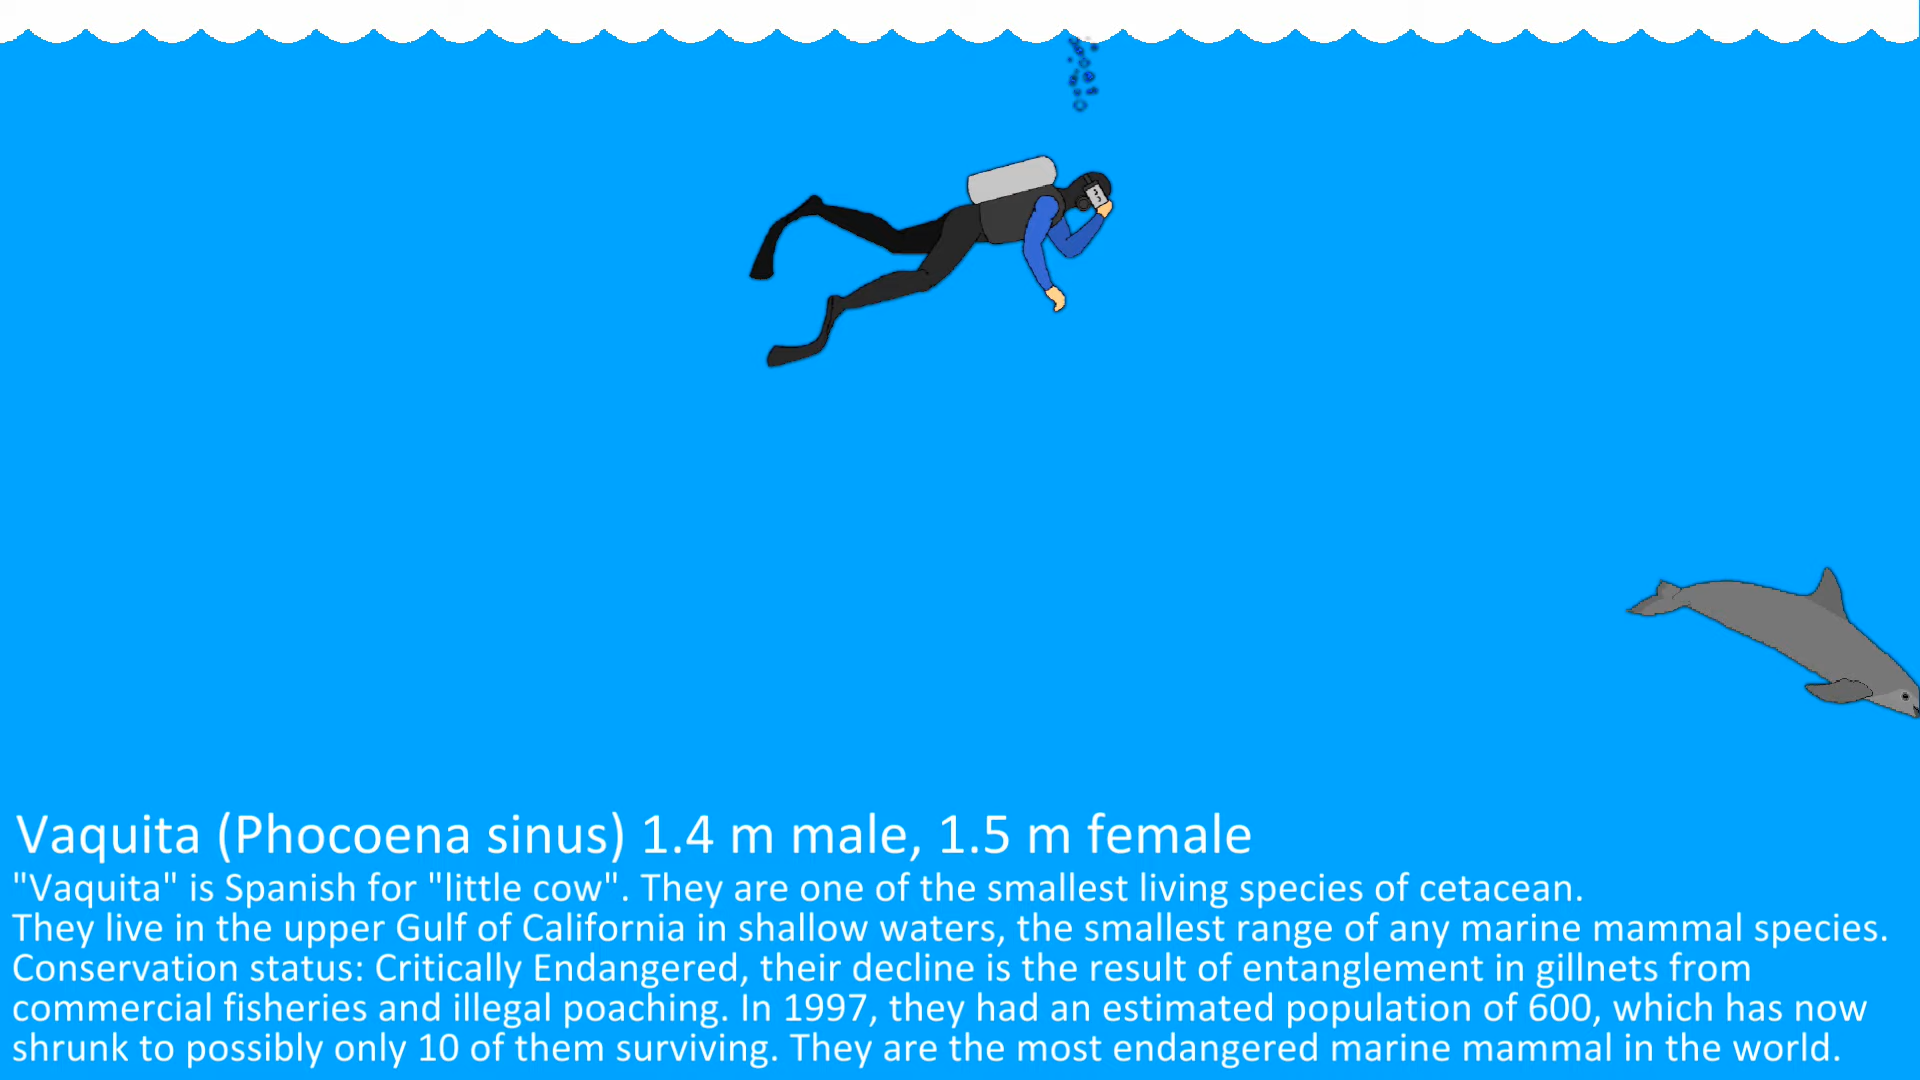 Vaquita (Phocoena sinus) 1.4 m male, 1.5 m female
"Vaquita" is Spanish for "little cow". They are one of the smallest living species of cetacean.
They live in the upper Gulf of California in shallow waters, the smallest range of any marine mammal species.
Conservation status: Critically Endangered, their decline is the result of entanglement in gillnets from
commercial fisheries and illegal poaching. In 1997, they had an estimated population of 600, which has now
shrunk to possibly only 10 of them surviving. They are the most endangered marine mammal in the world.